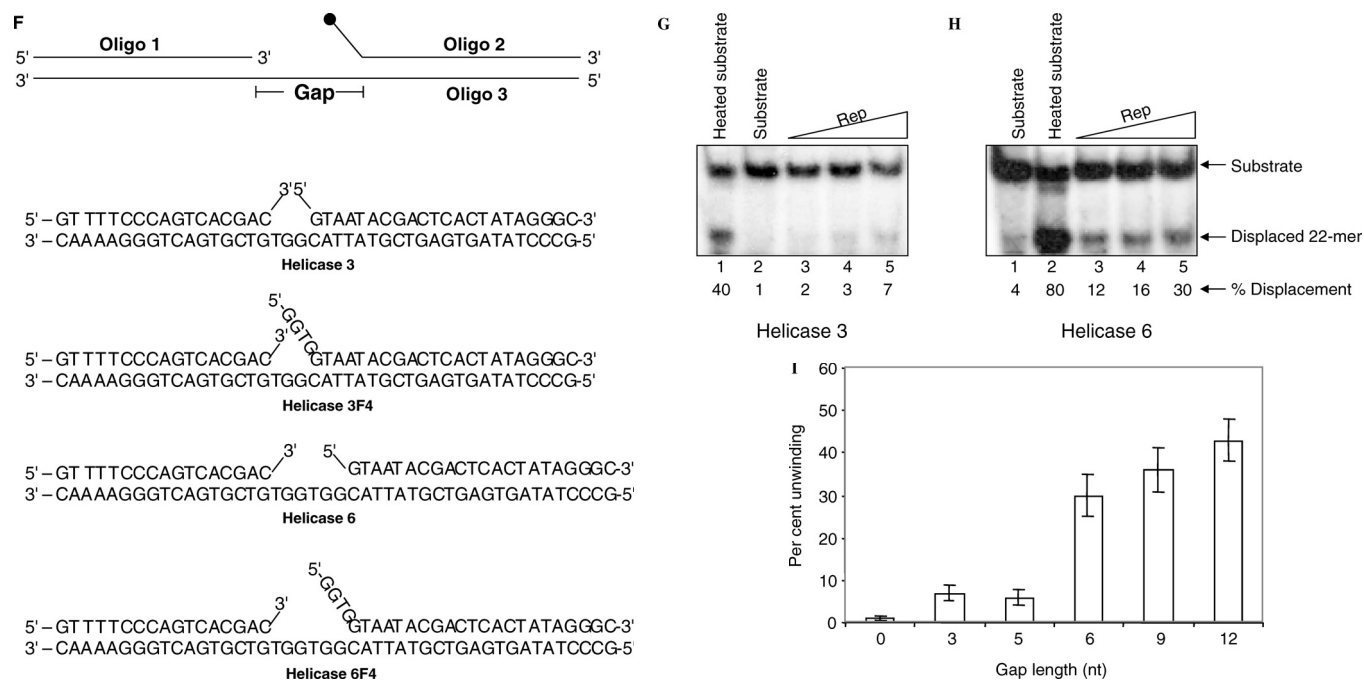 F
Oligo 1
Oligo 2
5' 3' 3'
3' 5'
Gap
Oligo 3
3' 5'
5' – GT TTTCCCAGTCACGAC GTAATACGACTCACTATAGGGC-3'
3' – CAAAAGGGTCAGTGCTGTGGCATTATGCTGAGTGATATCCCG-5'
Helicase 3
5'-GGTG
3'
5' – GTTTTCCCAGTCACGAC GTAATACGACTCACTATAGGGC-3'
3' – CAAAAGGGTCAGTGCTGTGGCATTATGCTGAGTGATATCCCG-5'
Helicase 3F4
3' 5'
5' – GT TTTCCCAGTCACGAC GTAATACGACTCACTATAGGGC-3'
3' – CAAAAGGGTCAGTGCTGTGGTGGCATTATGCTGAGTGATATCCCG-5'
Helicase 6
5'-GGTG
3'
5' – GTTTTCCCAGTCACGAC GTAATACGACTCACTATAGGGC-3'
3' – CAAAAGGGTCAGTGCTGTGGTGGCATTATGCTGAGTGATATCCCG-5'
Helicase 6F4
G
Heated substrate
Substrate
Rep
1 2 3 4 5
40 1 2 3 7
Helicase 3
H
Substrate
Heated substrate
Rep
Substrate
Displaced 22-mer
1 2 3 4 5
4 80 12 16 30
% Displacement
Helicase 6
I
Per cent unwinding
60
50
40
30
20
10
0
0 3 5 6 9 12
Gap length (nt)